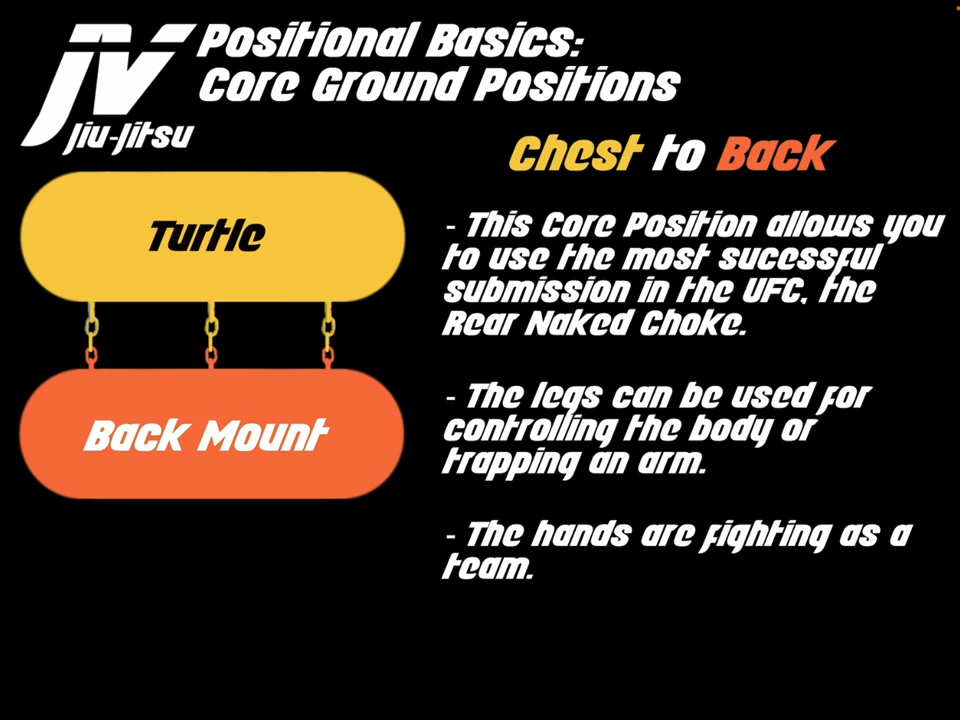 JV
Jiu-Jitsu
Positional Basics:
Core Ground Positions
Chest to Back
Turtle
Back Mount
- This Core Position allows you
to use the most sucessful
submission in the UFC, the
Rear Naked Choke.
- The legs can be used for
controlling the body or
trapping an arm.
- The hands are fighting as a
team.